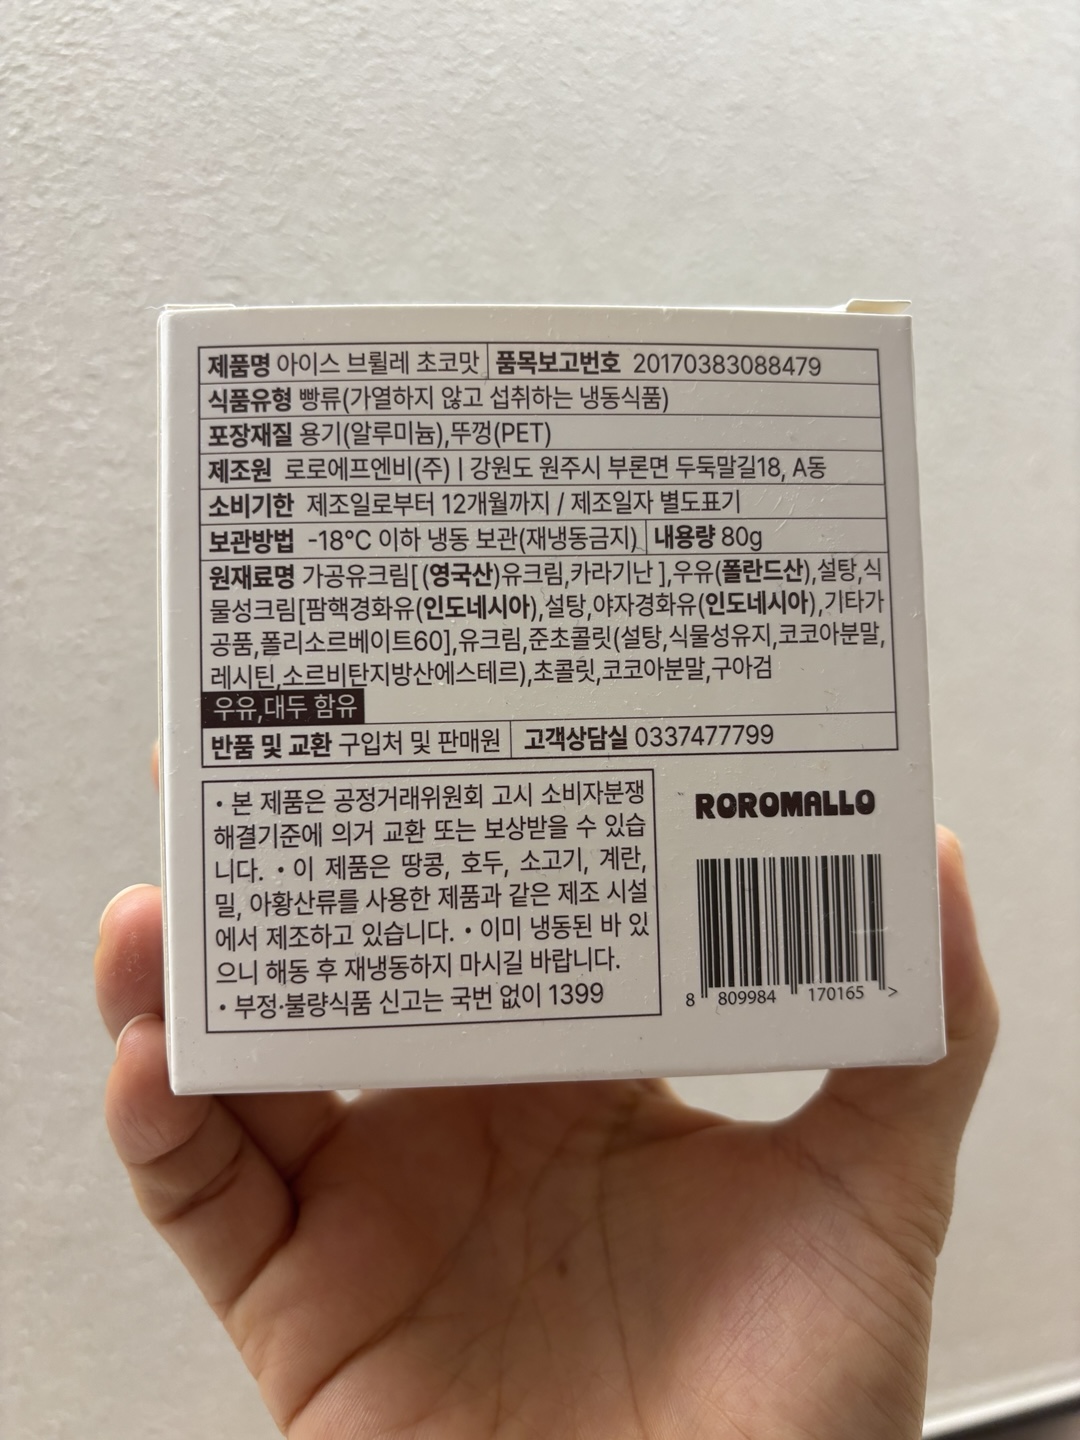 제품명 아이스 브륄레 초코맛 품목보고번호 20170383088479
식품유형 빵류(가열하지 않고 섭취하는 냉동식품)
포장재질 용기(알루미늄),뚜껑(PET)
제조원 로로에프엔비(주) | 강원도 원주시 부론면 두둑말길18, A동
소비기한 제조일로부터 12개월까지 / 제조일자 별도표기
보관방법 -18°C 이하 냉동 보관(재냉동금지) 내용량 80g
원재료명 가공유크림[(영국산)유크림,카라기난 ],우유(폴란드산),설탕,식
물성크림[팜핵경화유(인도네시아),설탕,야자경화유(인도네시아),기타가
공품,폴리소르베이트60],유크림,준초콜릿(설탕,식물성유지,코코아분말,
레시틴,소르비탄지방산에스테르),초콜릿,코코아분말,구아검
우유,대두 함유
반품 및 교환 구입처 및 판매원 고객상담실 0337477799
• 본 제품은 공정거래위원회 고시 소비자분쟁
해결기준에 의거 교환 또는 보상받을 수 있습
니다. • 이 제품은 땅콩, 호두, 소고기, 계란,
밀, 아황산류를 사용한 제품과 같은 제조 시설
에서 제조하고 있습니다. • 이미 냉동된 바 있
으니 해동 후 재냉동하지 마시길 바랍니다.
• 부정·불량식품 신고는 국번 없이 1399
ROROMALLO
8 809984 170165 >